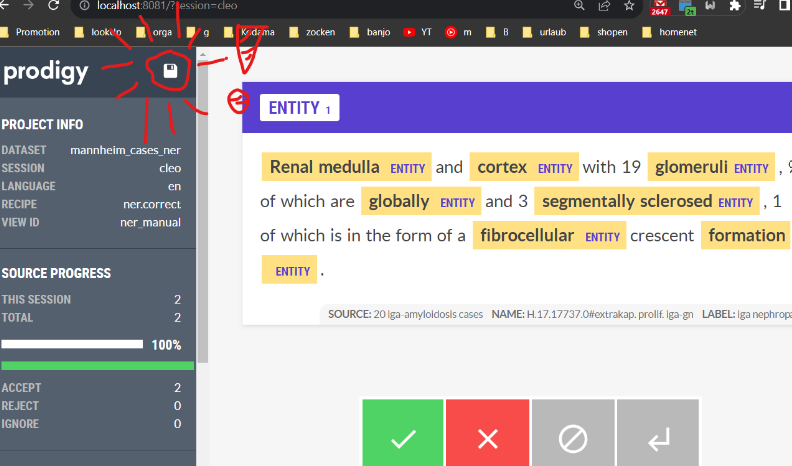 localhost:8081/?session=cleo
2647
2s
Promotion lookUp orga g Kodama zocken banjo YT m B urlaub shopen homenet
prodigy
PROJECT INFO
DATASET mannheim_cases_ner
SESSION cleo
LANGUAGE en
RECIPE ner.correct
VIEW ID ner_manual
SOURCE PROGRESS
THIS SESSION 2
TOTAL 2
100%
ACCEPT 2
REJECT 0
IGNORE 0
ENTITY 1
Renal medulla ENTITY and cortex ENTITY with 19 glomeruli ENTITY , 9
of which are globally ENTITY and 3 segmentally sclerosed ENTITY , 1
of which is in the form of a fibrocellular ENTITY crescent formation
ENTITY .
SOURCE: 20 iga-amyloidosis cases NAME: H.17.17737.0#extrakap. prolif. iga-gn LABEL: iga nephropa